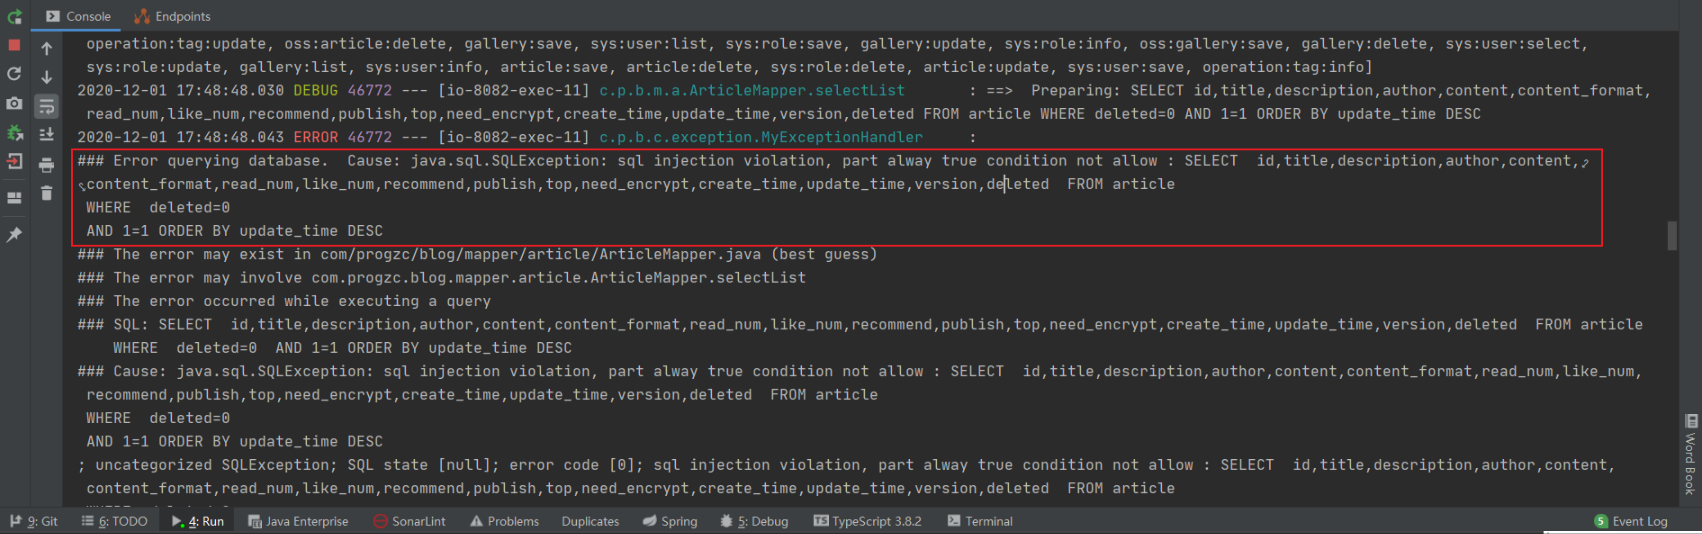 Console Endpoints
operation:tag:update, oss:article:delete, gallery:save, sys:user:list, sys:role:save, gallery:update, sys:role:info, oss:gallery:save, gallery:delete, sys:user:select,
sys:role:update, gallery:list, sys:user:info, article:save, article:delete, sys:role:delete, article:update, sys:user:save, operation:tag:info]
2020-12-01 17:48:48.030 DEBUG 46772 --- [io-8082-exec-11] c.p.b.m.a.ArticleMapper.selectList : ==> Preparing: SELECT id,title,description,author,content,content_format,
read_num,like_num,recommend,publish,top,need_encrypt,create_time,update_time,version,deleted FROM article WHERE deleted=0 AND 1=1 ORDER BY update_time DESC
2020-12-01 17:48:48.043 ERROR 46772 --- [io-8082-exec-11] c.p.b.c.exception.MyExceptionHandler :
### Error querying database. Cause: java.sql.SQLException: sql injection violation, part alway true condition not allow : SELECT id,title,description,author,content,
content_format,read_num,like_num,recommend,publish,top,need_encrypt,create_time,update_time,version,deleted FROM article
WHERE deleted=0
AND 1=1 ORDER BY update_time DESC
### The error may exist in com/progzc/blog/mapper/article/ArticleMapper.java (best guess)
### The error may involve com.progzc.blog.mapper.article.ArticleMapper.selectList
### The error occurred while executing a query
### SQL: SELECT id,title,description,author,content,content_format,read_num,like_num,recommend,publish,top,need_encrypt,create_time,update_time,version,deleted FROM article
WHERE deleted=0 AND 1=1 ORDER BY update_time DESC
### Cause: java.sql.SQLException: sql injection violation, part alway true condition not allow : SELECT id,title,description,author,content,content_format,read_num,like_num,
recommend,publish,top,need_encrypt,create_time,update_time,version,deleted FROM article
WHERE deleted=0
AND 1=1 ORDER BY update_time DESC
; uncategorized SQLException; SQL state [null]; error code [0]; sql injection violation, part alway true condition not allow : SELECT id,title,description,author,content,
content_format,read_num,like_num,recommend,publish,top,need_encrypt,create_time,update_time,version,deleted FROM article
Word Book
9: Git 6: TODO 4: Run Java Enterprise SonarLint Problems Duplicates Spring 5: Debug TS TypeScript 3.8.2 Terminal 5 Event Log